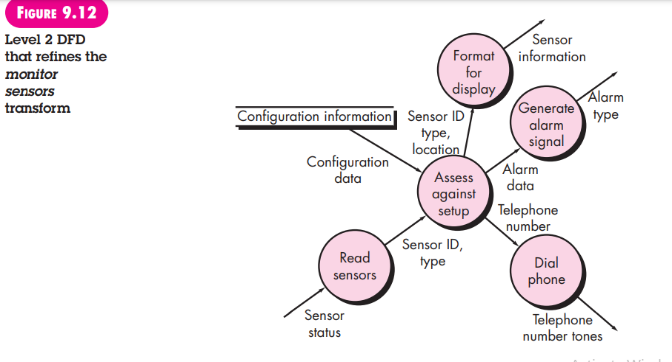 FIGURE 9.12
Level 2 DFD
that refines the
monitor
sensors
transform
Sensor
information
Format
for
display
Alarm
type
Generate
alarm
signal
Configuration information
Sensor ID
type,
location
Configuration
data
Assess
against
setup
Alarm
data
Telephone
number
Sensor ID,
type
Read
sensors
Dial
phone
Sensor
status
Telephone
number tones